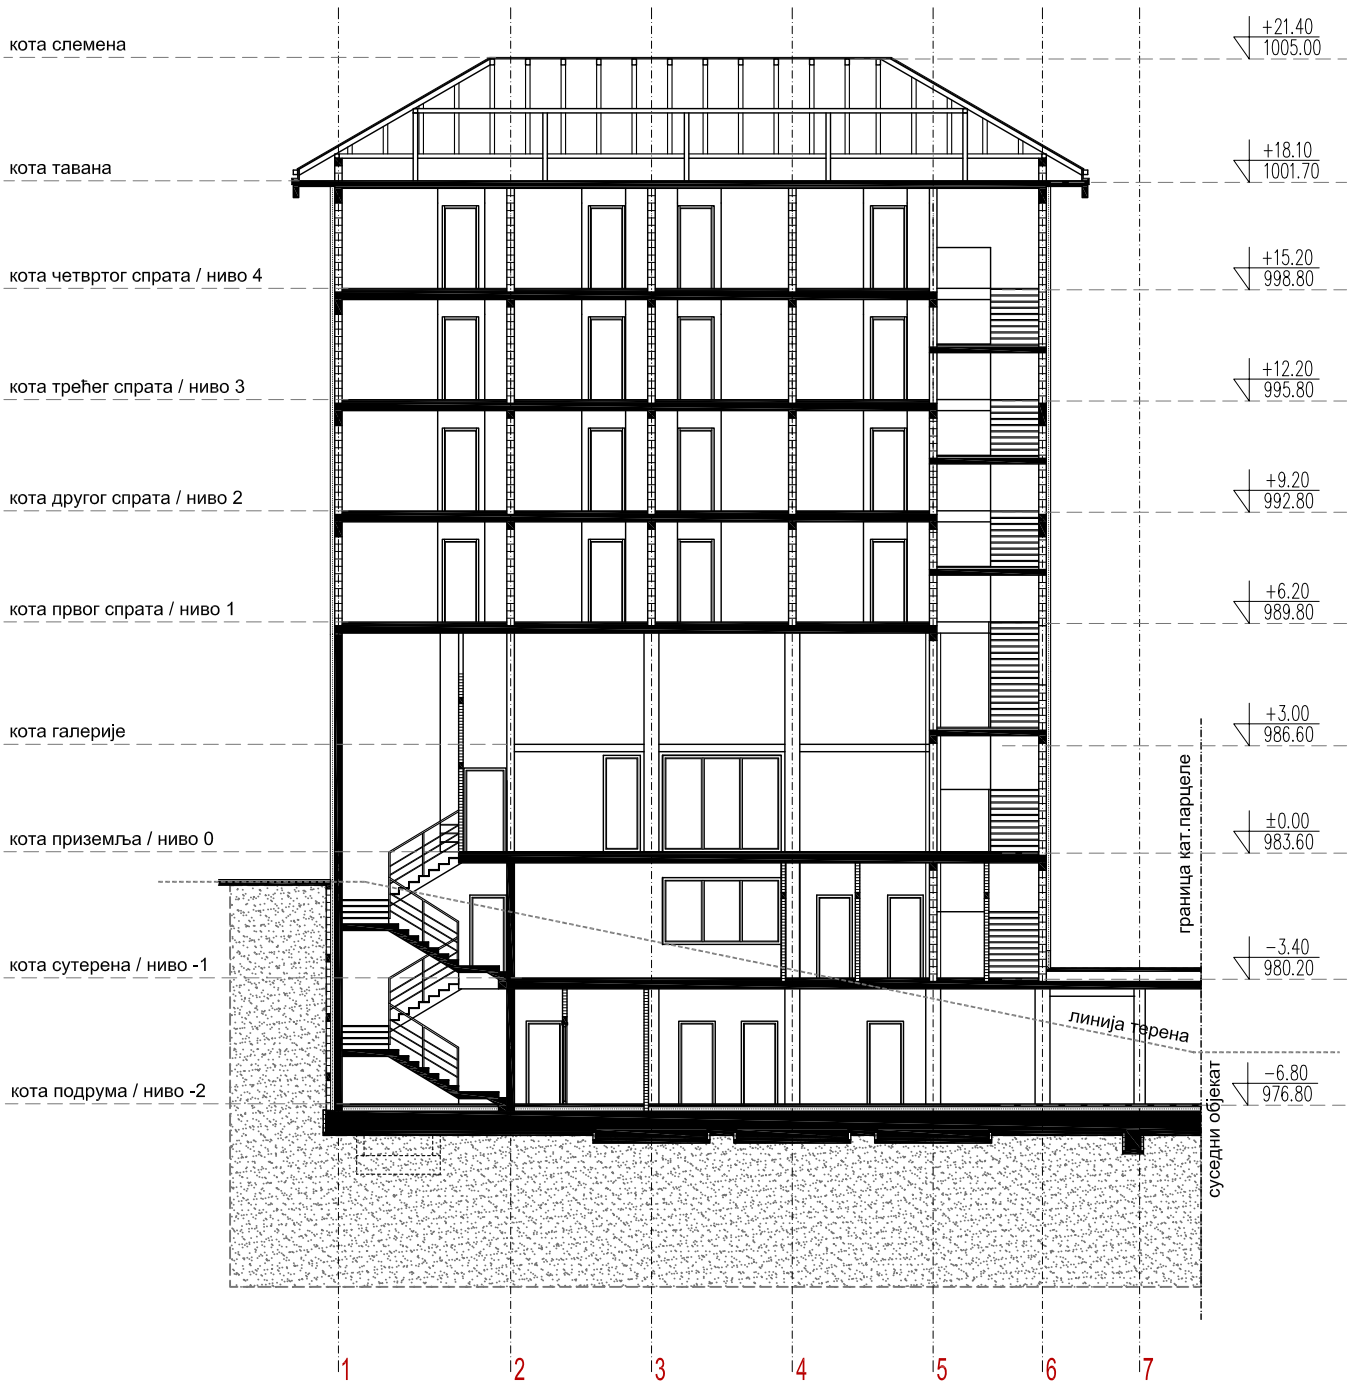 кота слемена
+21.40
1005.00
кота тавана
+18.10
1001.70
кота четвртог спрата / ниво 4
+15.20
998.80
кота трећег спрата / ниво 3
+12.20
995.80
кота другог спрата / ниво 2
+9.20
992.80
кота првог спрата / ниво 1
+6.20
989.80
кота галерије
+3.00
986.60
кота приземља / ниво 0
±0.00
983.60
граница кат.парцеле
кота сутерена / ниво -1
−3.40
980.20
линија терена
кота подрума / ниво -2
−6.80
976.80
суседни објекат
1
2
3
4
5
6
7